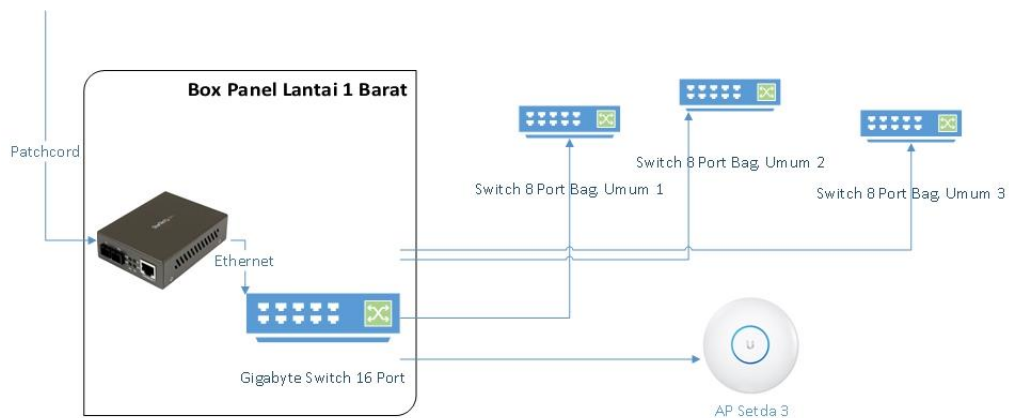 Box Panel Lantai 1 Barat
Patchcord
Ethernet
Gigabyte Switch 16 Port
Switch 8 Port Bag. Umum 1
Switch 8 Port Bag. Umum 2
Switch 8 Port Bag. Umum 3
AP Setda 3